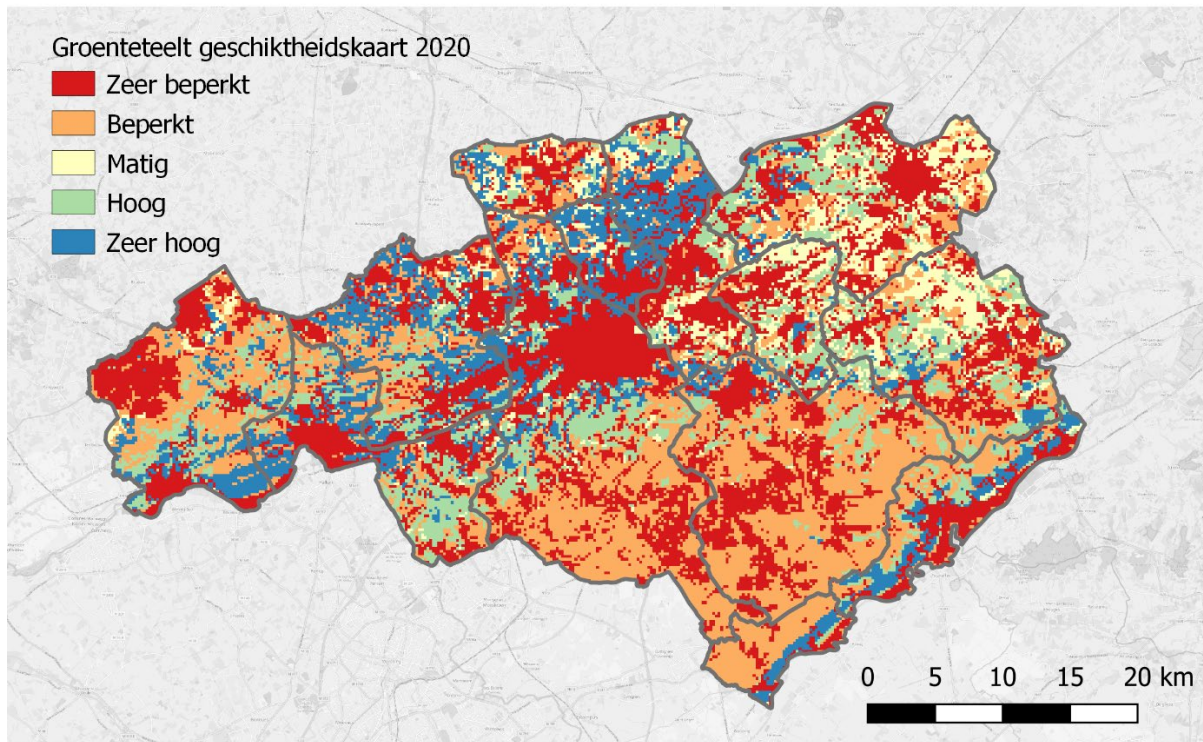 Groenteteelt geschiktheidskaart 2020
Zeer beperkt
Beperkt
Matig
Hoog
Zeer hoog
0 5 10 15 20 km